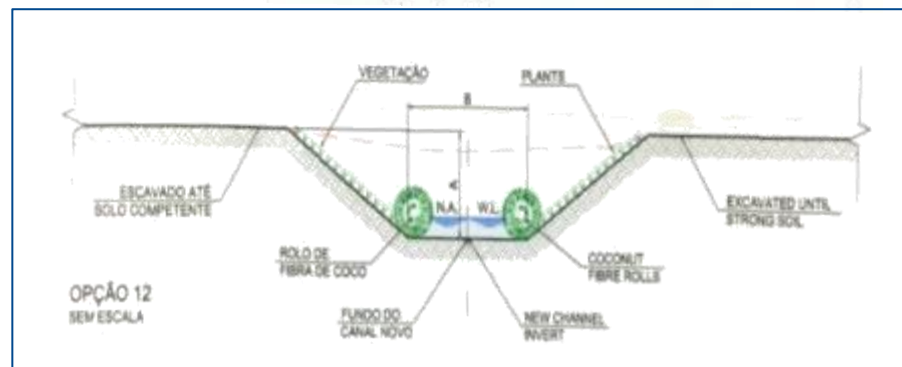 VEGETAÇÃO
PLANTS
B
A
ESCAVADO ATÉ
SOLO COMPETENTE
N.A.
W.L.
EXCAVATED UNTIL
STRONG SOIL
ROLO DE
FIBRA DE COCO
COCONUT
FIBRE ROLLS
OPÇÃO 12
SEM ESCALA
FUNDO DO
CANAL NOVO
NEW CHANNEL
INVERT